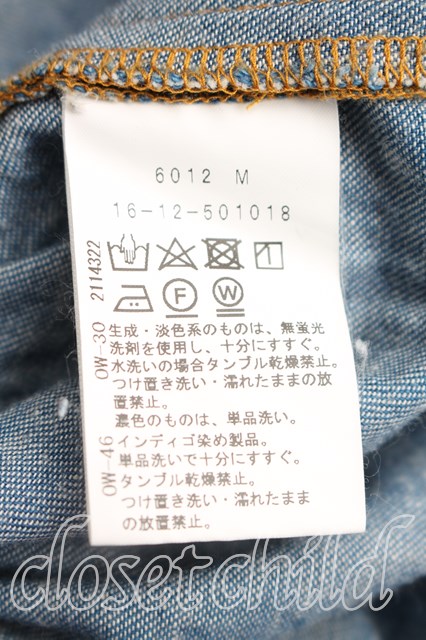 6012 M
16-12-501018
2114322
F
W
OW-30
生成・淡色系のものは、無蛍光
洗剤を使用し、十分にすすぐ。
水洗いの場合タンブル乾燥禁止。
つけ置き洗い・濡れたままの放
置禁止。
濃色のものは、単品洗い。
OW-46
インディゴ染め製品。
単品洗いで十分にすすぐ。
タンブル乾燥禁止。
つけ置き洗い・濡れたまま
の放置禁止。
closet child